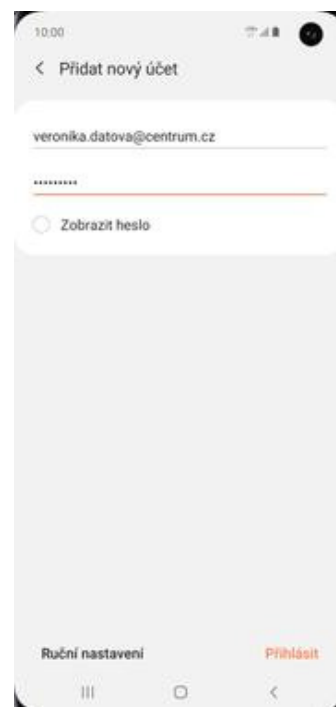 10:00
Přidat nový účet
veronika.datova@centrum.cz
•••••••••
Zobrazit heslo
Ruční nastavení
Přihlásit